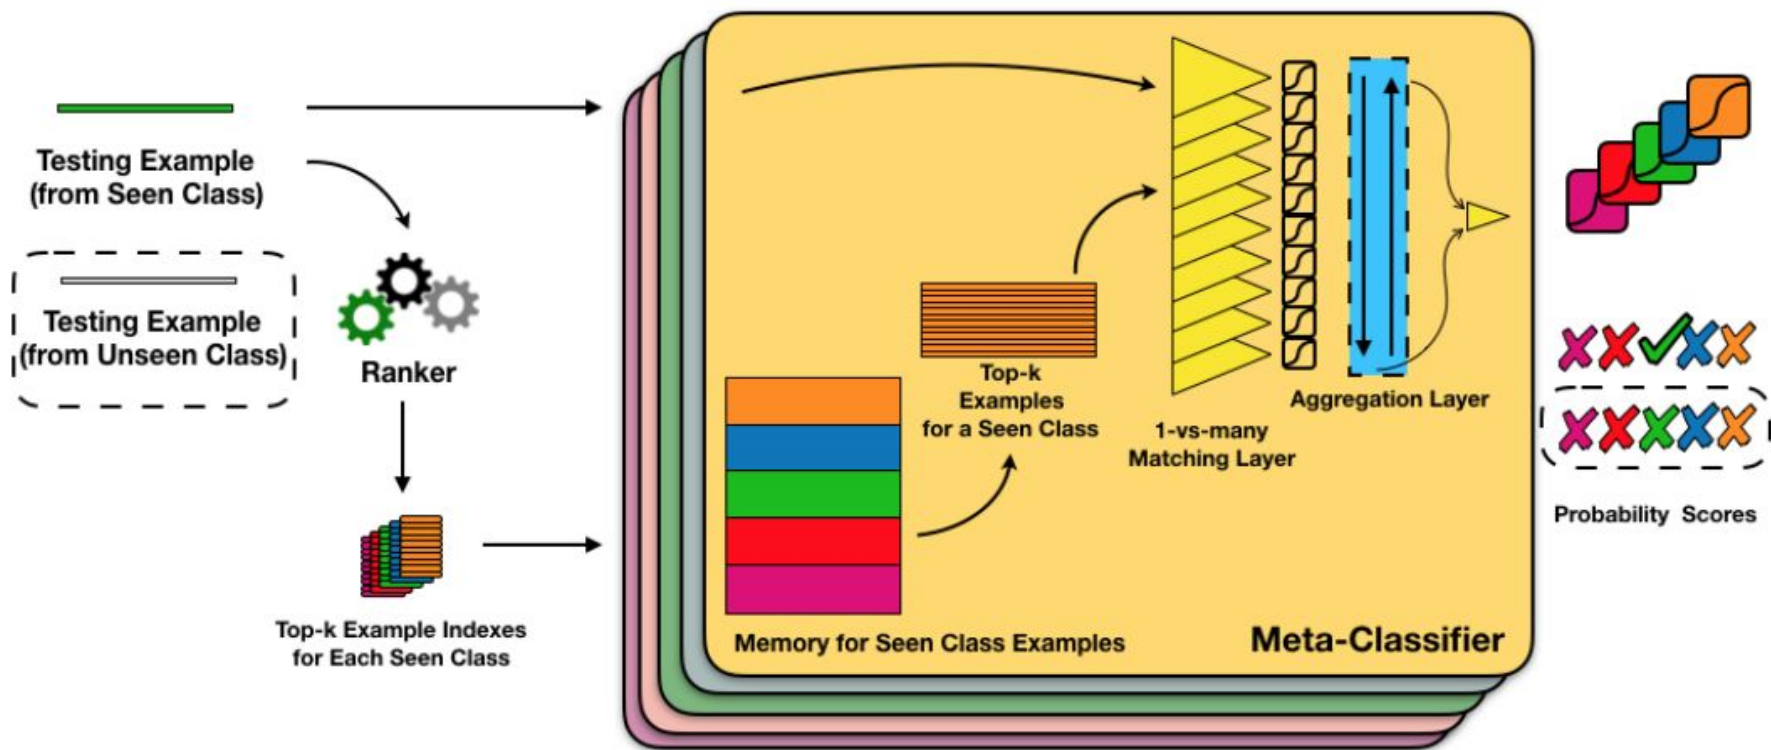 Testing Example
(from Seen Class)
Testing Example
(from Unseen Class)
Ranker
Top-k Example Indexes
for Each Seen Class
Memory for Seen Class Examples
Top-k
Examples
for a Seen Class
1-vs-many
Matching Layer
Aggregation Layer
Meta-Classifier
Probability Scores